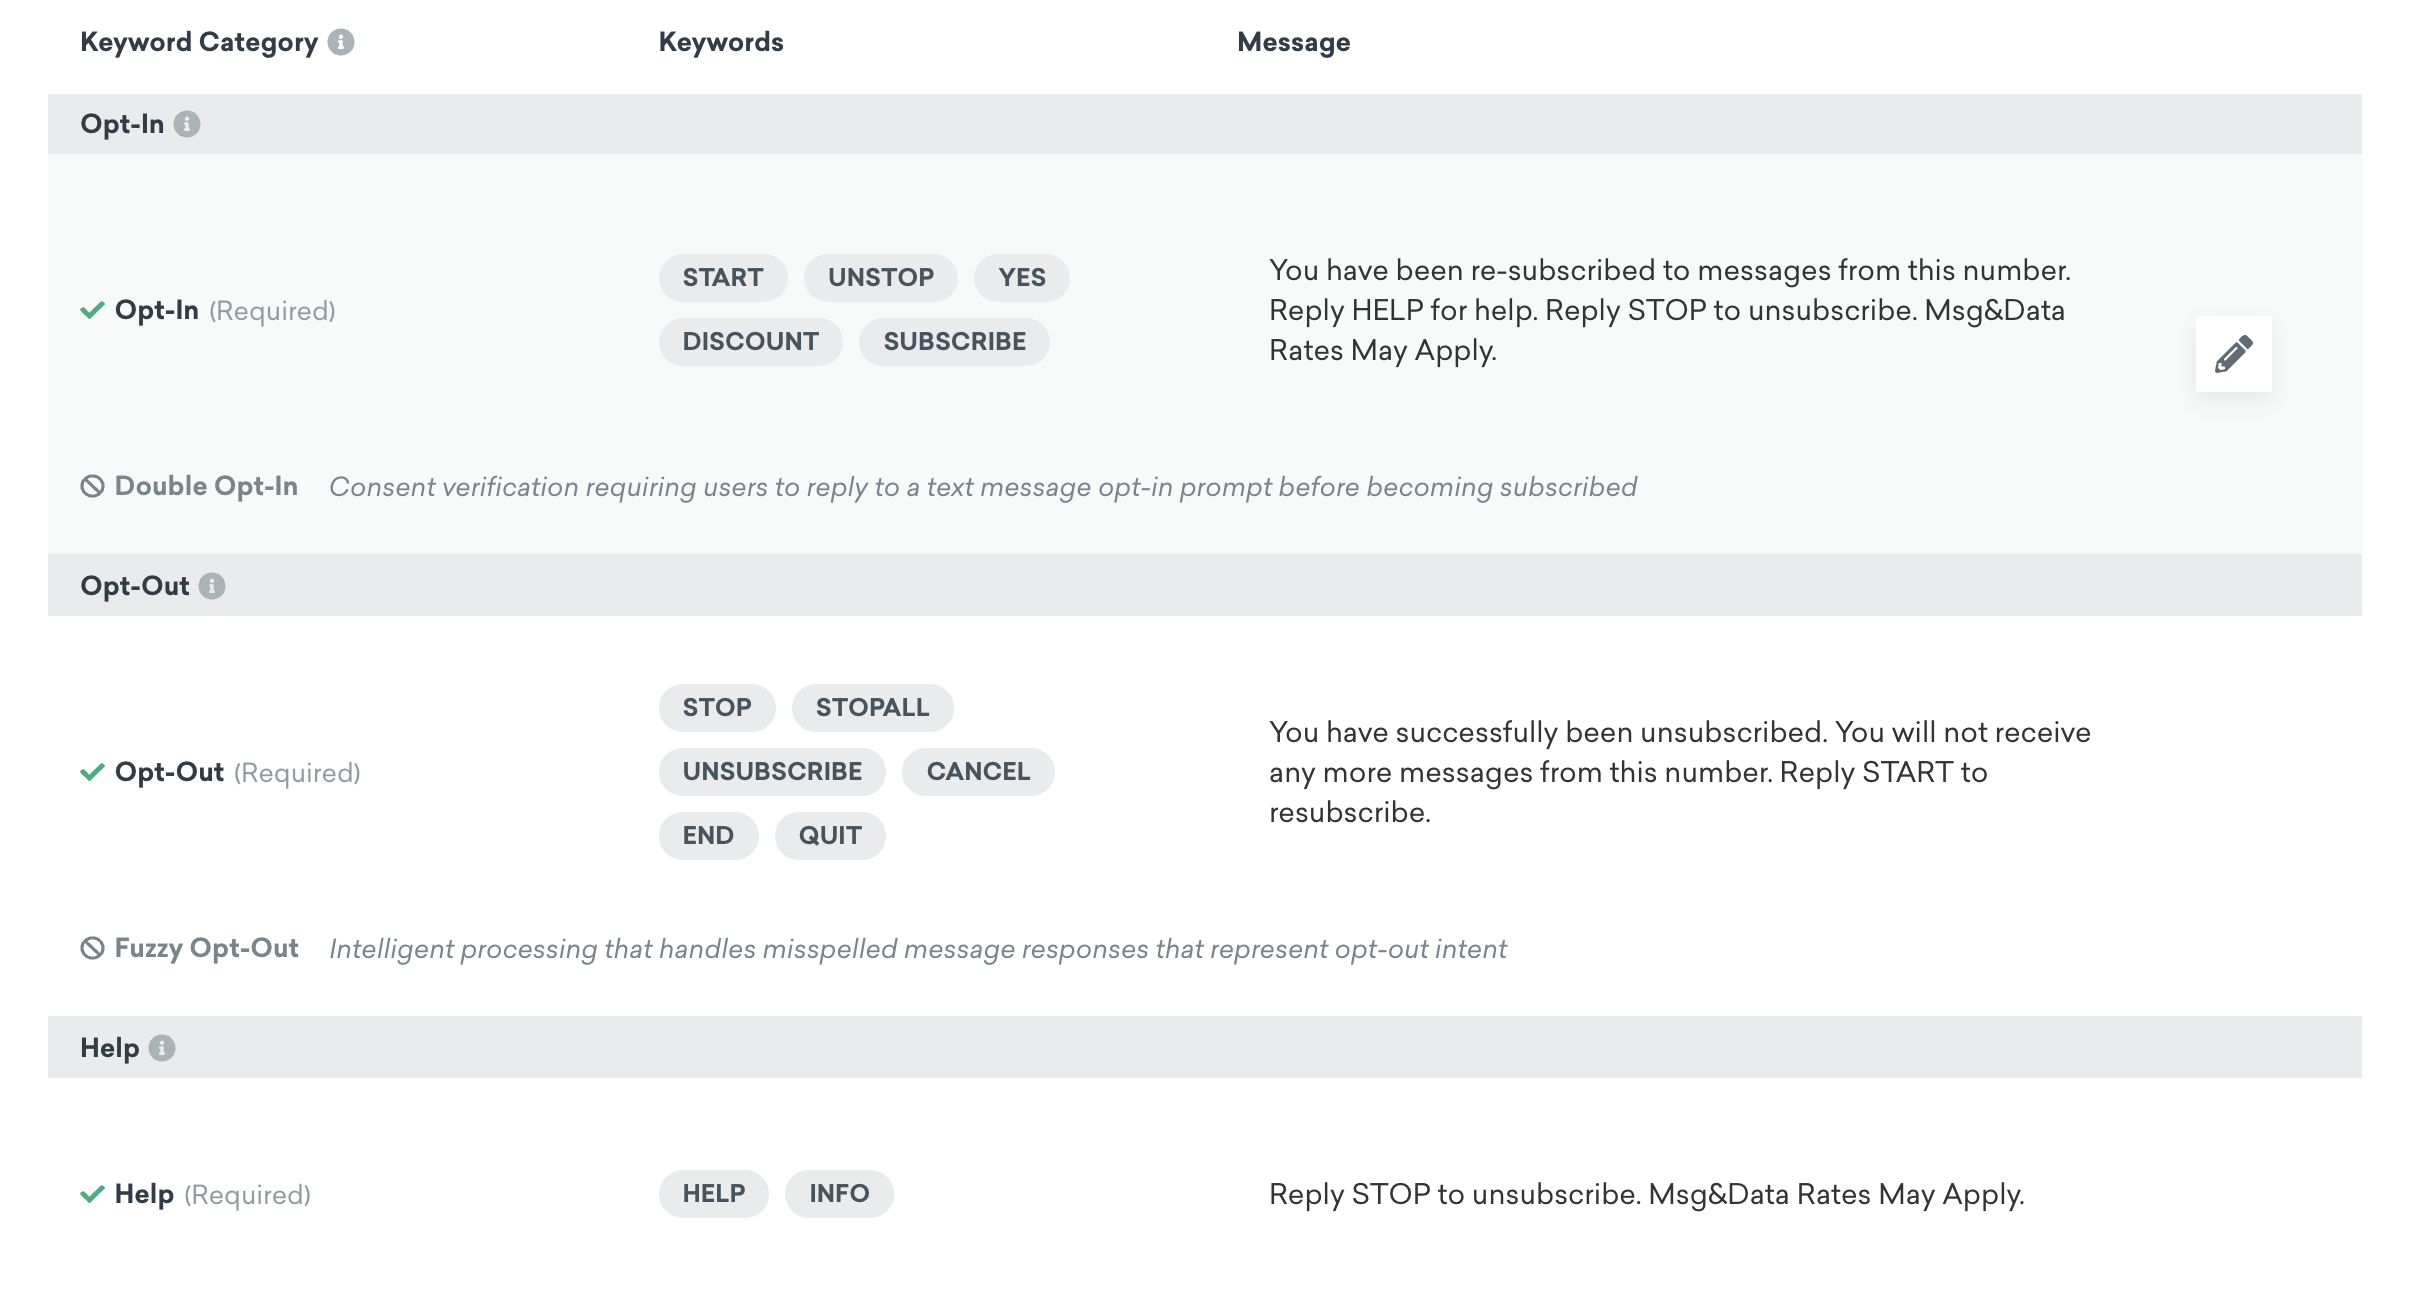 Keyword Category Keywords Message
Opt-In
Opt-In (Required)
START UNSTOP YES
DISCOUNT SUBSCRIBE
You have been re-subscribed to messages from this number.
Reply HELP for help. Reply STOP to unsubscribe. Msg&Data
Rates May Apply.
Double Opt-In Consent verification requiring users to reply to a text message opt-in prompt before becoming subscribed
Opt-Out
Opt-Out (Required)
STOP STOPALL
UNSUBSCRIBE CANCEL
END QUIT
You have successfully been unsubscribed. You will not receive
any more messages from this number. Reply START to
resubscribe.
Fuzzy Opt-Out Intelligent processing that handles misspelled message responses that represent opt-out intent
Help
Help (Required)
HELP INFO
Reply STOP to unsubscribe. Msg&Data Rates May Apply.